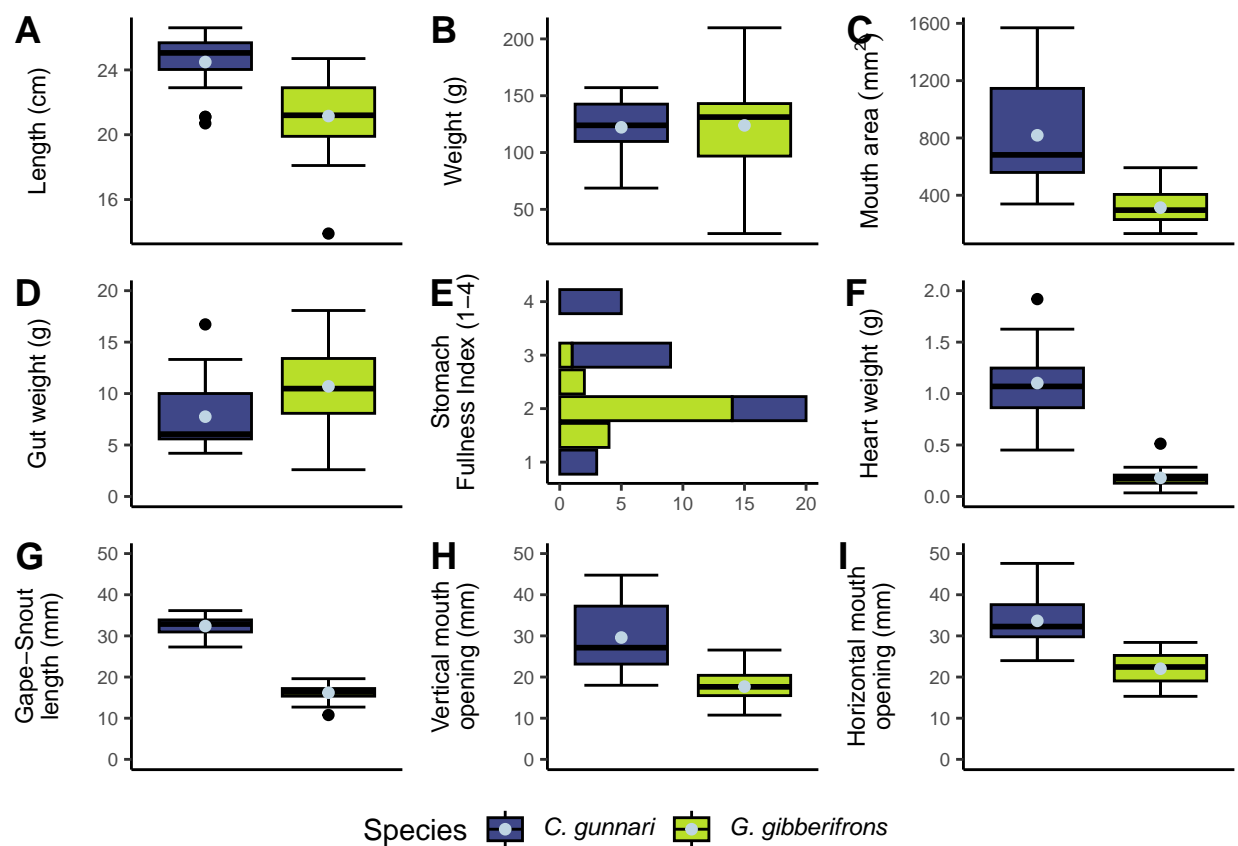 A
Length (cm)
24
20
16
B
Weight (g)
200
150
100
50
C
Mouth area (mm²)
1600
1200
800
400
D
Gut weight (g)
20
15
10
5
0
E
Stomach
Fullness Index (1−4)
4
3
2
1
0 5 10 15 20
F
Heart weight (g)
2.0
1.5
1.0
0.5
0.0
G
Gape−Snout
length (mm)
50
40
30
20
10
0
H
Vertical mouth
opening (mm)
50
40
30
20
10
0
I
Horizontal mouth
opening (mm)
50
40
30
20
10
0
Species C. gunnari G. gibberifrons